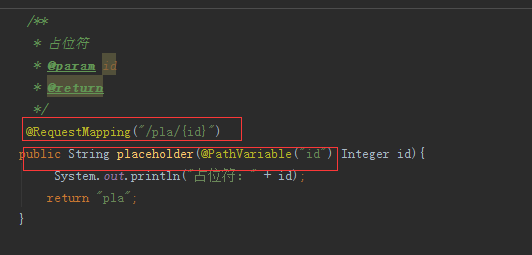 /**
* 占位符
* @param id
* @return
*/
@RequestMapping("/pla/{id}")
public String placeholder(@PathVariable("id") Integer id){
System.out.println("占位符：" + id);
return "pla";
}